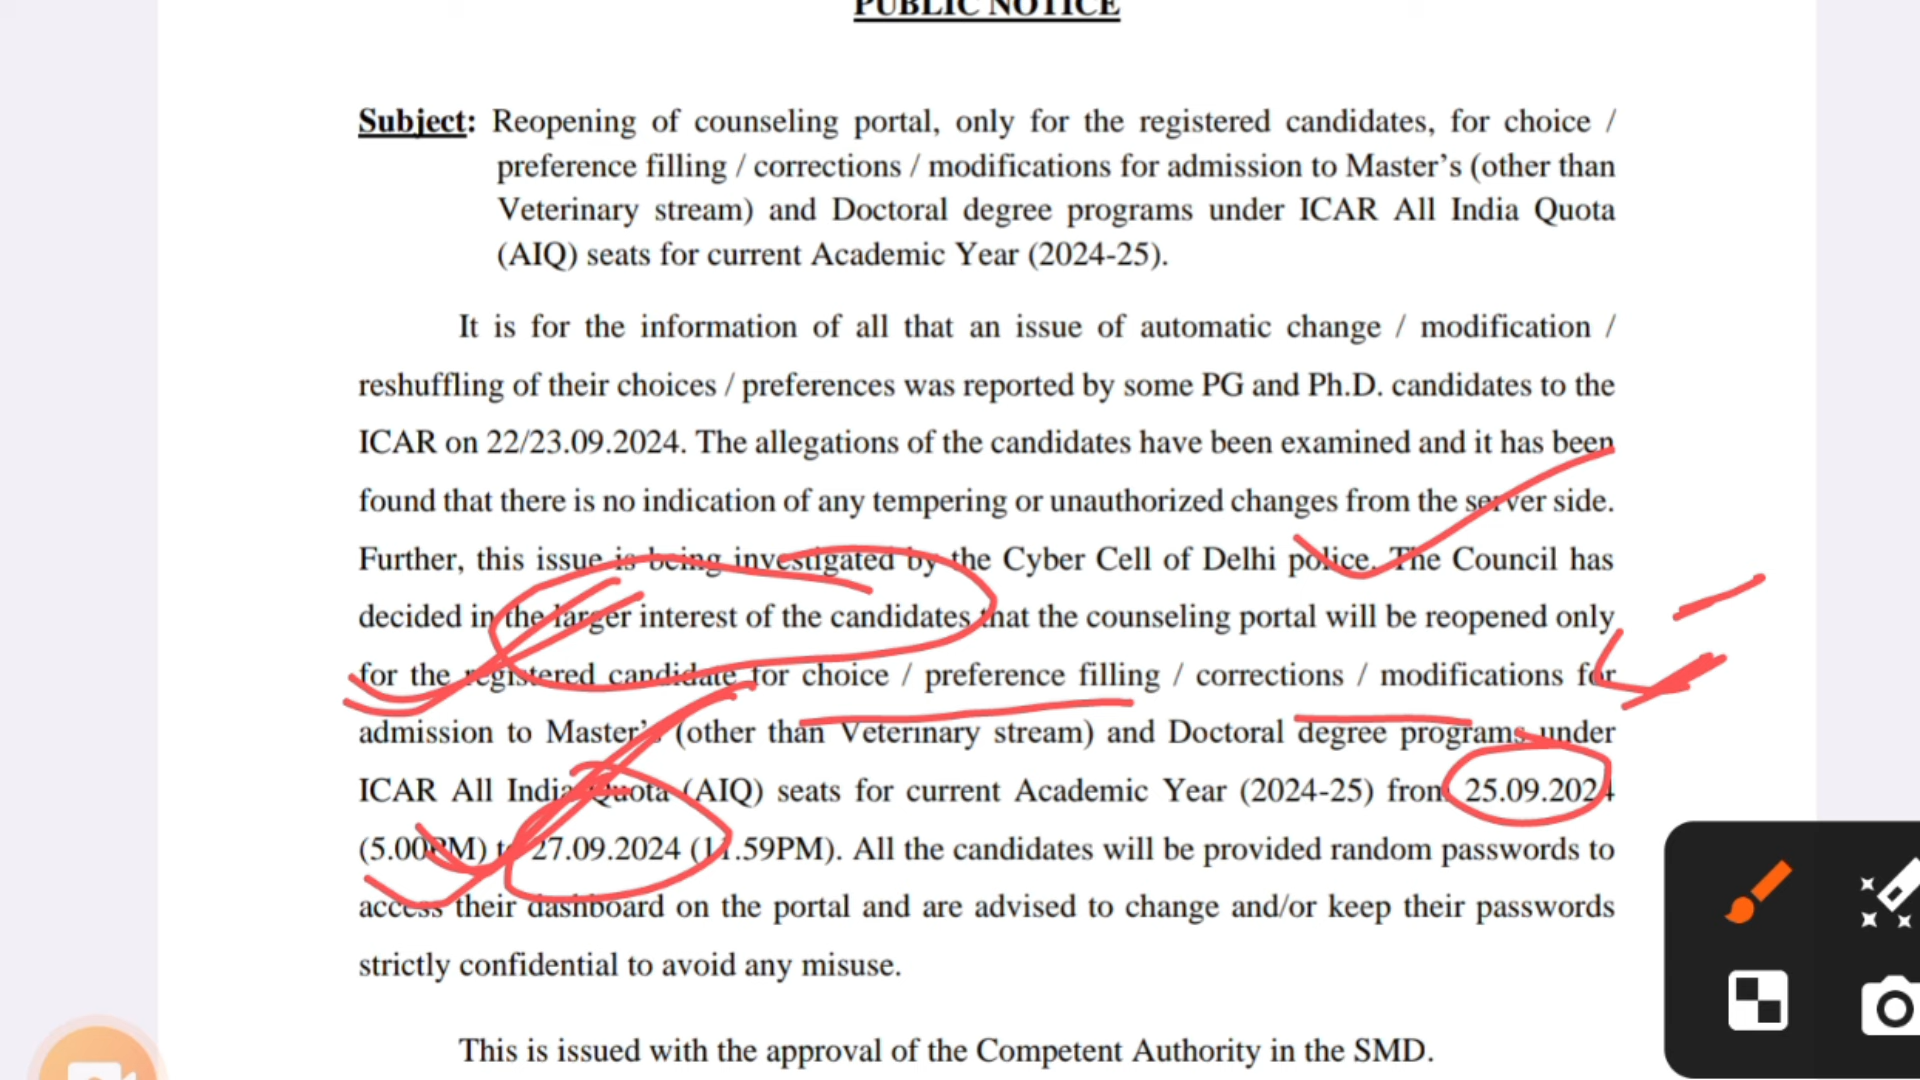 PUBLIC NOTICE
Subject: Reopening of counseling portal, only for the registered candidates, for choice /
preference filling / corrections / modifications for admission to Master’s (other than
Veterinary stream) and Doctoral degree programs under ICAR All India Quota
(AIQ) seats for current Academic Year (2024-25).
It is for the information of all that an issue of automatic change / modification /
reshuffling of their choices / preferences was reported by some PG and Ph.D. candidates to the
ICAR on 22/23.09.2024. The allegations of the candidates have been examined and it has been
found that there is no indication of any tempering or unauthorized changes from the server side.
Further, this issue is being investigated by the Cyber Cell of Delhi police. The Council has
decided in the larger interest of the candidates that the counseling portal will be reopened only
for the registered candidate for choice / preference filling / corrections / modifications for
admission to Master’s (other than Veterinary stream) and Doctoral degree programs under
ICAR All India Quota (AIQ) seats for current Academic Year (2024-25) from 25.09.2024
(5.00PM) to 27.09.2024 (11.59PM). All the candidates will be provided random passwords to
access their dashboard on the portal and are advised to change and/or keep their passwords
strictly confidential to avoid any misuse.
This is issued with the approval of the Competent Authority in the SMD.